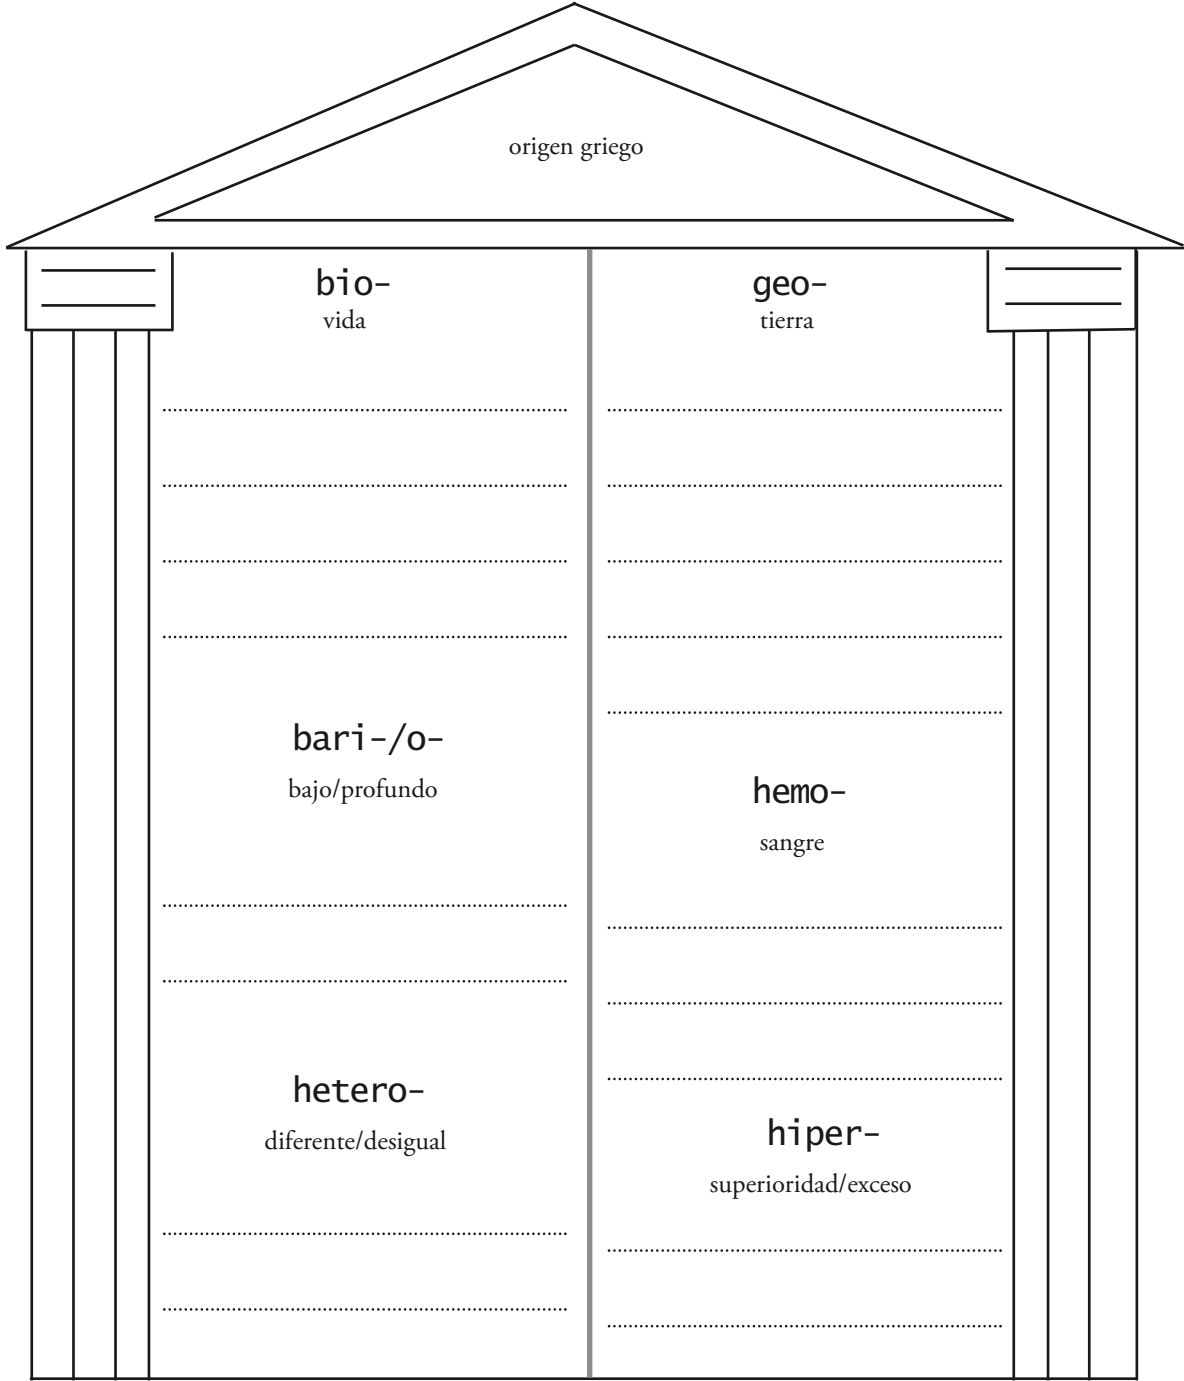 origen griego
bio-
vida
bari-/o-
bajo/profundo
hetero-
diferente/desigual
geo-
tierra
hemo-
sangre
hiper-
superioridad/exceso